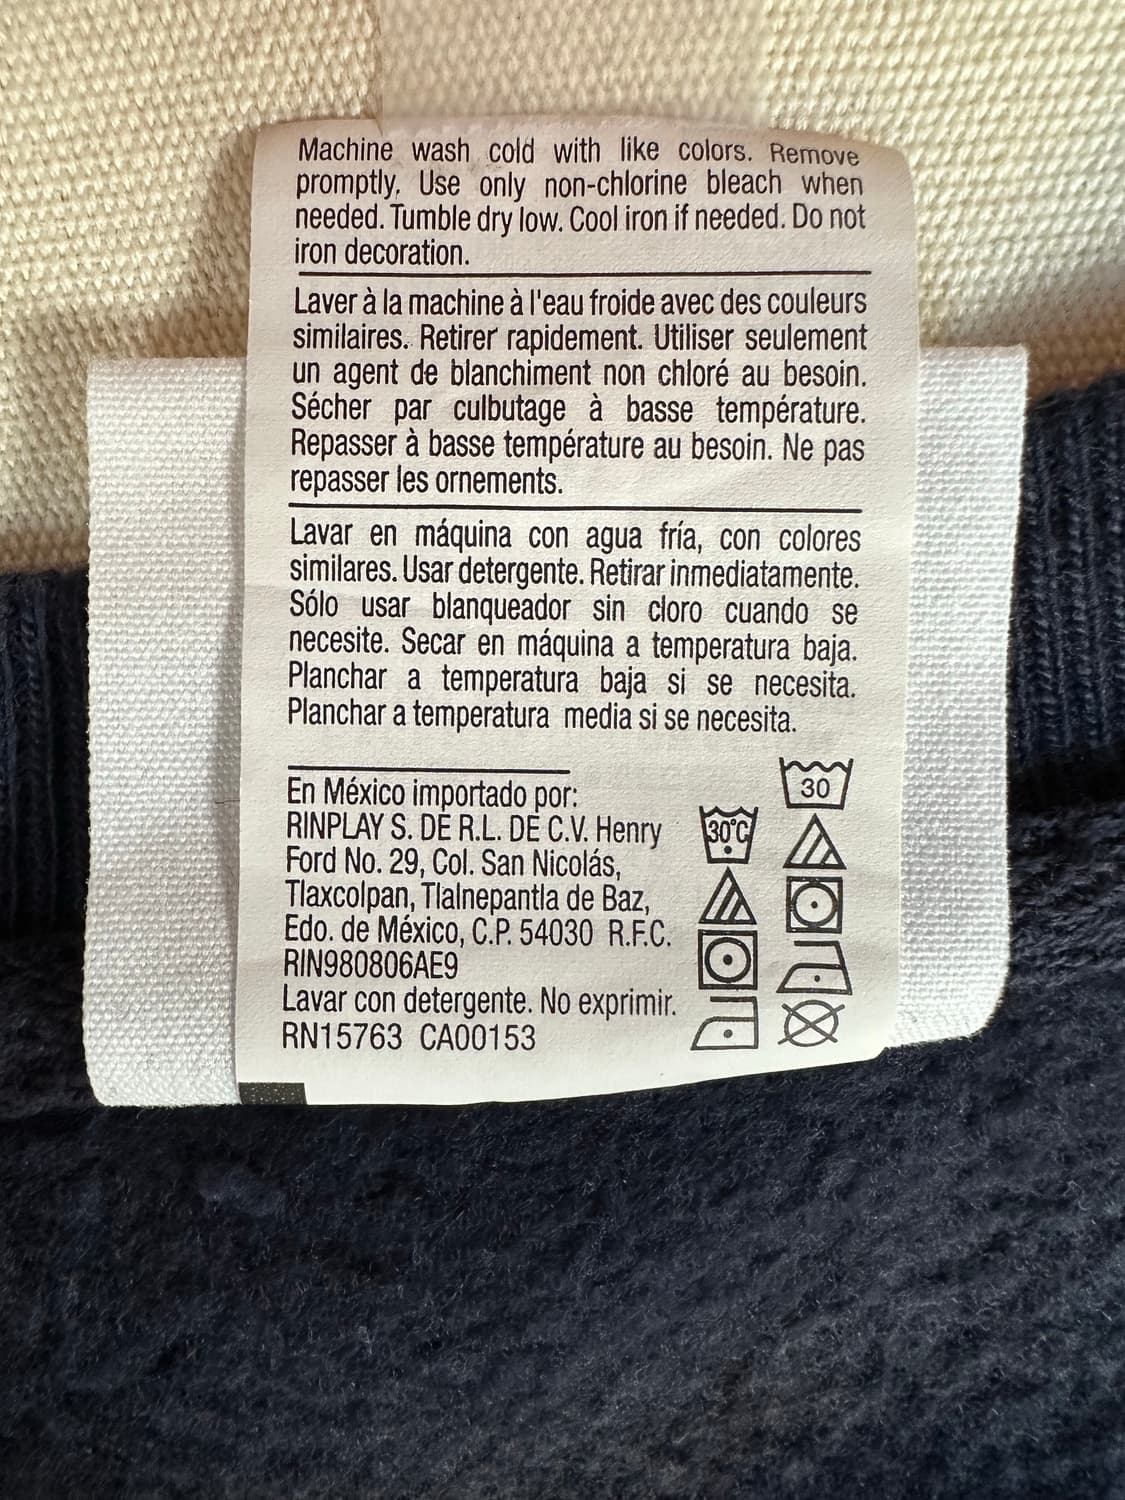 Machine wash cold with like colors. Remove
promptly. Use only non-chlorine bleach when
needed. Tumble dry low. Cool iron if needed. Do not
iron decoration.
Laver à la machine à l'eau froide avec des couleurs
similaires. Retirer rapidement. Utiliser seulement
un agent de blanchiment non chloré au besoin.
Sécher par culbutage à basse température.
Repasser à basse température au besoin. Ne pas
repasser les ornements.
Lavar en máquina con agua fría, con colores
similares. Usar detergente. Retirar inmediatamente.
Sólo usar blanqueador sin cloro cuando se
necesite. Secar en máquina a temperatura baja.
Planchar a temperatura baja si se necesita.
Planchar a temperatura media si se necesita.
En México importado por:
RINPLAY S. DE R.L. DE C.V. Henry
Ford No. 29, Col. San Nicolás,
Tlaxcolpan, Tlalnepantla de Baz,
Edo. de México, C.P. 54030 R.F.C.
RIN980806AE9
Lavar con detergente. No exprimir.
RN15763 CA00153
30°C
30